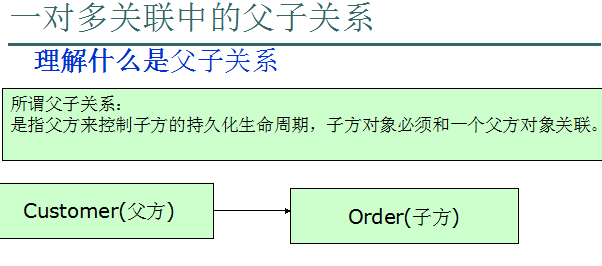 一对多关联中的父子关系
理解什么是父子关系
所谓父子关系：
是指父方来控制子方的持久化生命周期，子方对象必须和一个父方对象关联。
Customer(父方)
Order(子方)